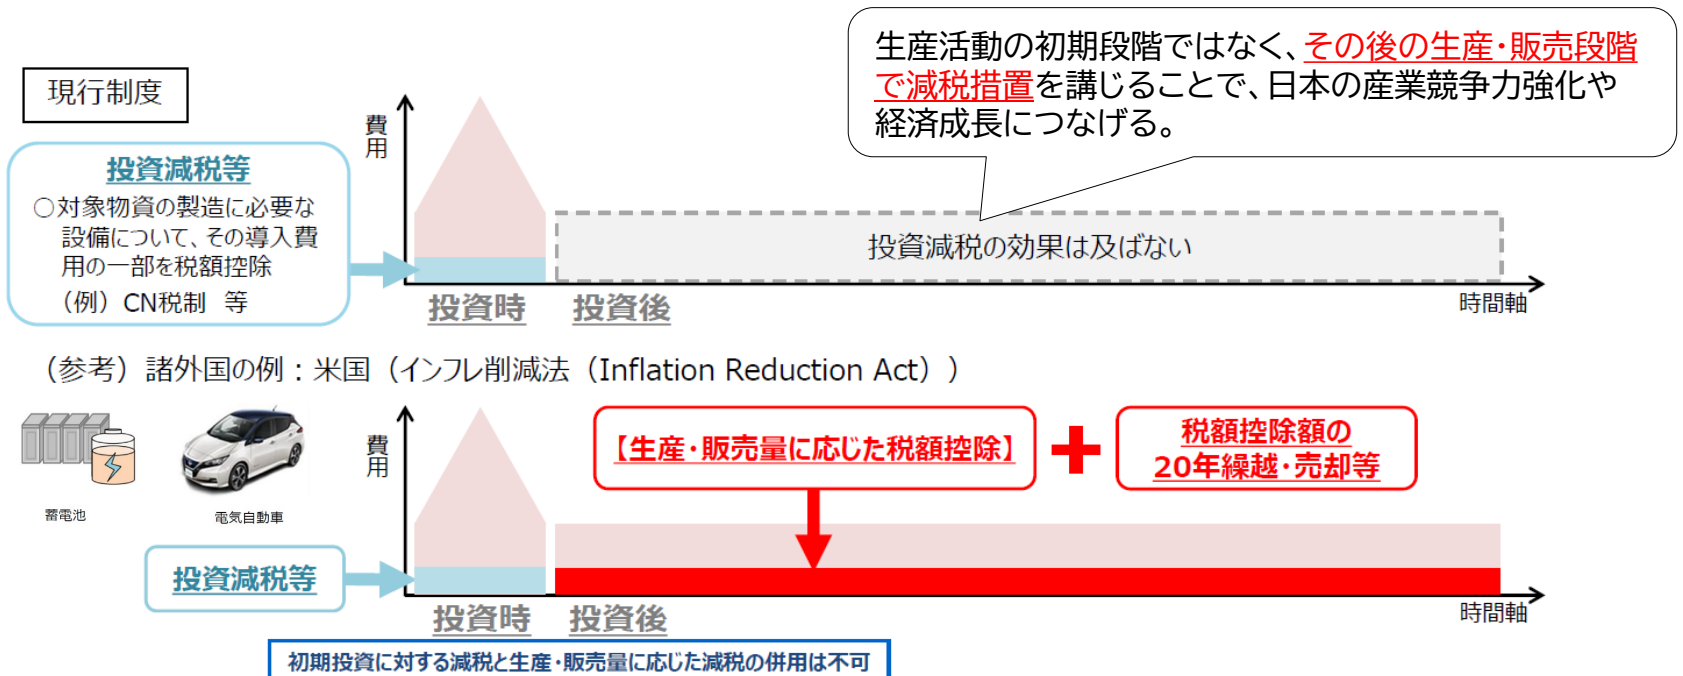 生産活動の初期段階ではなく、その後の生産・販売段階
で減税措置を講じることで、日本の産業競争力強化や
経済成長につなげる。
現行制度
費用
投資減税等
○対象物資の製造に必要な
設備について、その導入費
用の一部を税額控除
（例）CN税制　等
投資減税の効果は及ばない
投資時
投資後
時間軸
（参考）諸外国の例：米国（インフレ削減法（Inflation Reduction Act））
費用
【生産・販売量に応じた税額控除】
税額控除額の
20年繰越・売却等
蓄電池
電気自動車
投資減税等
投資時
投資後
時間軸
初期投資に対する減税と生産・販売量に応じた減税の併用は不可